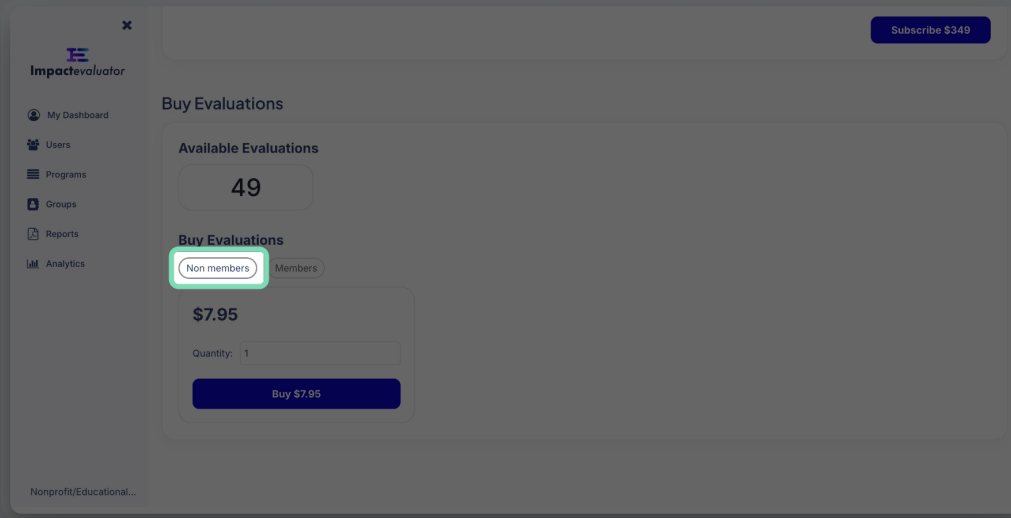 Subscribe $349
Impactevaluator
My Dashboard
Users
Programs
Groups
Reports
Analytics
Nonprofit/Educational...
Buy Evaluations
Available Evaluations
49
Buy Evaluations
Non members
Members
$7.95
Quantity: 1
Buy $7.95